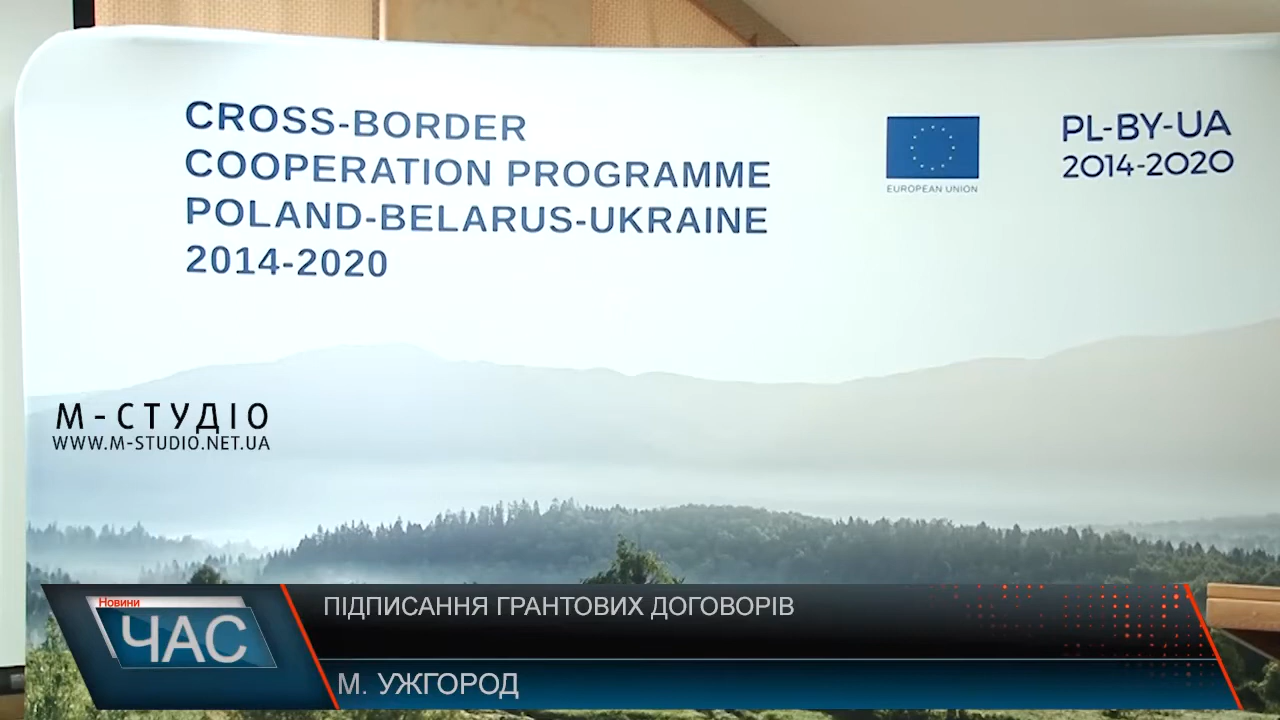 CROSS-BORDER
COOPERATION PROGRAMME
POLAND-BELARUS-UKRAINE
2014-2020
EUROPEAN UNION
PL-BY-UA
2014-2020
М-СТУДІО
WWW.M-STUDIO.NET.UA
Новини
ЧАС
ПІДПИСАННЯ ГРАНТОВИХ ДОГОВОРІВ
М. УЖГОРОД